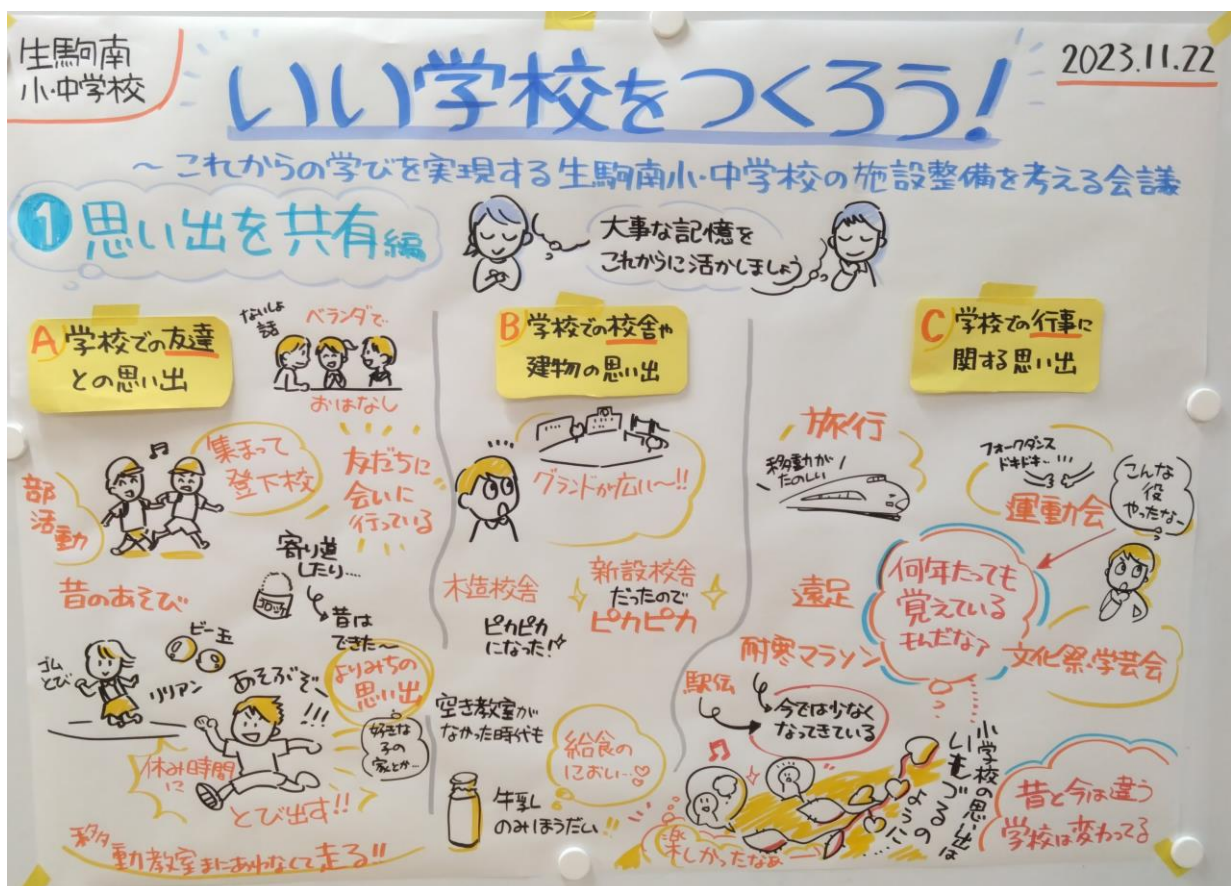 生駒南
小・中学校
いい学校をつくろう!
2023.11.22
～これからの学びを実現する生駒南小・中学校の施設整備を考える会議
1 思い出を共有編
大事な記憶を
これからに活かしましょう
A 学校での友達
との思い出
ないしょ
話
ベランダで
おはなし
集まって
登下校
部活動
友だちに
会いに
行っている
昔のあそび
寄り道
したり….
コロッケ
昔は
できた〜
よりみちの
思い出
好きな
子の
家とか…
ゴム
とび
ビー玉
リリアン
あそぶぞー
!!!
休み時間
に
とび出す!!
移動教室まにあわなくて走る!!
B 学校での校舎や
建物の思い出
グランドが広い〜!!
木造校舎
ピカピカ
になった!
新設校舎
だったので
ピカピカ
空き教室が
なかった時代も
給食の
におい…♡
牛乳
のみほうだい!!
C 学校での行事に
関する思い出
旅行
移動が
たのしい
フォークダンス
ドキドキ…
運動会
こんな
役
やったなー
遠足
何年たっても
覚えている
もんだなァ
文化祭・学芸会
耐寒マラソン
駅伝
今では少なく
なってきている
小学校の思い出は
いもづるの
ように…
楽しかったなぁ
昔と今は違う
学校は変わってる